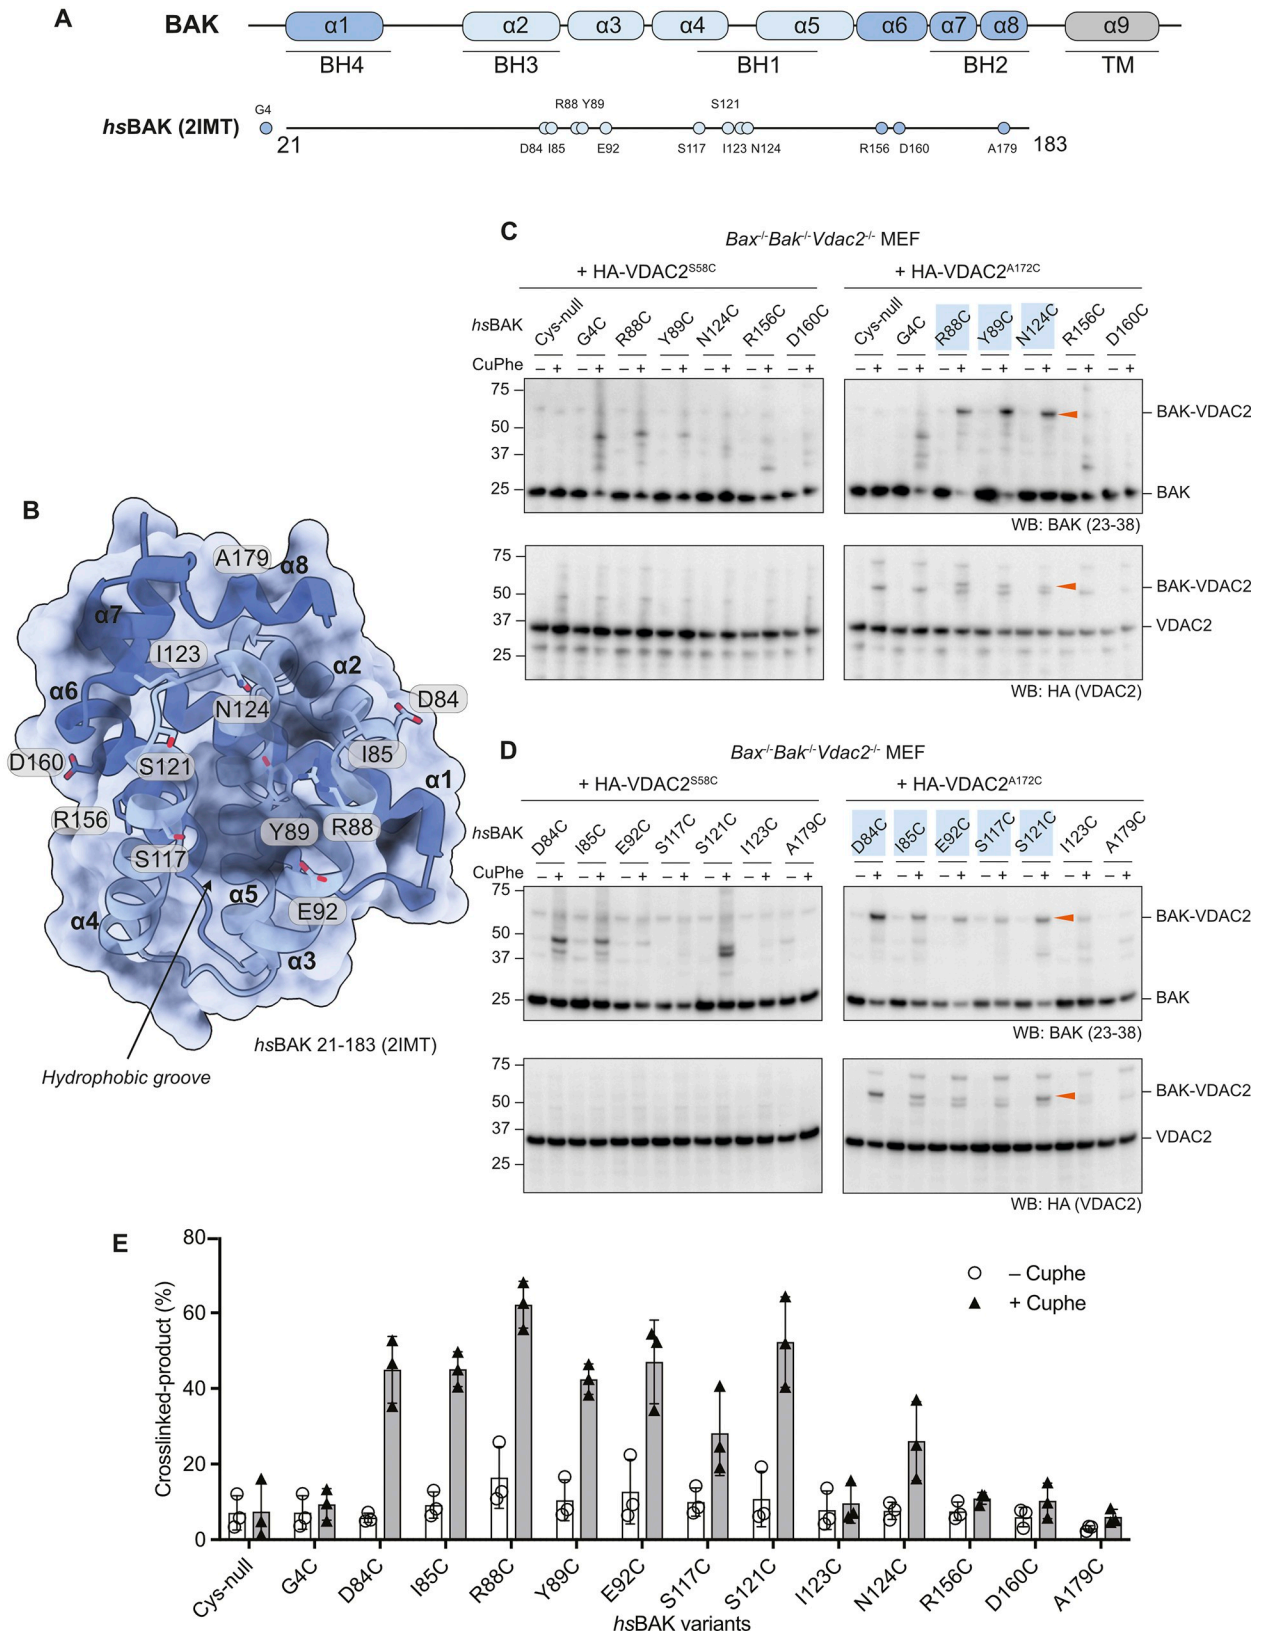 A
BAK
α1 α2 α3 α4 α5 α6 α7 α8 α9
BH4 BH3 BH1 BH2 TM
G4 R88 Y89 S121
hsBAK (2IMT)
21 183
D84 I85 E92 S117 I123 N124 R156 D160 A179
B
A179
α8
α7
I123
α2
α6
N124
D84
D160
S121
I85
α1
R156
Y89
R88
S117
α5
E92
α4
α3
hsBAK 21-183 (2IMT)
Hydrophobic groove
C
Bax-/-Bak-/-Vdac2-/- MEF
+ HA-VDAC2S58C + HA-VDAC2A172C
hsBAK Cys-null G4C R88C Y89C N124C R156C D160C Cys-null G4C R88C Y89C N124C R156C D160C
CuPhe – + – + – + – + – + – + – + – + – + – + – + – + – + – +
75
50
37
25
BAK-VDAC2
BAK
WB: BAK (23-38)
75
50
37
25
BAK-VDAC2
VDAC2
WB: HA (VDAC2)
D
Bax-/-Bak-/-Vdac2-/- MEF
+ HA-VDAC2S58C + HA-VDAC2A172C
hsBAK D84C I85C E92C S117C S121C I123C A179C D84C I85C E92C S117C S121C I123C A179C
CuPhe – + – + – + – + – + – + – + – + – + – + – + – + – + – +
75
50
37
25
BAK-VDAC2
BAK
WB: BAK (23-38)
75
50
37
25
BAK-VDAC2
VDAC2
WB: HA (VDAC2)
E
80
60
40
20
0
Crosslinked-product (%)
– Cuphe
+ Cuphe
Cys-null G4C D84C I85C R88C Y89C E92C S117C S121C I123C N124C R156C D160C A179C
hsBAK variants